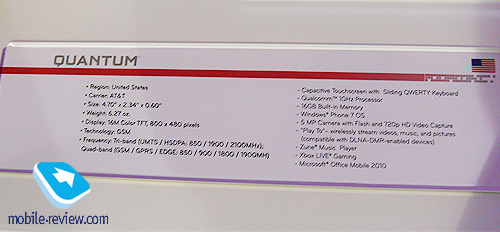 QUANTUM™
• Region: United States
• Carrier: AT&T
• Size: 4.70" x 2.34" x 0.60"
• Weight: 6.27 oz.
• Display: 16M Color TFT, 800 x 480 pixels
• Technology: GSM
• Frequency: Tri-band (UMTS / HSDPA: 850 / 1900 / 2100MHz);
Quad-band (GSM / GPRS / EDGE: 850 / 900 / 1800 / 1900MHz)
- Capacitive Touchscreen with Sliding QWERTY Keyboard
- Qualcomm™ 1GHz Processor
- 16GB Built-in Memory
- Windows® Phone 7 OS
- 5 MP Camera with Flash and 720p HD Video Capture
- "Play To" – wirelessly stream videos, music, and pictures
(compatible with DLNA-DMR-enabled devices)
- Zune® Music Player
- Xbox LIVE® Gaming
- Microsoft® Office Mobile 2010
mobile-review.com